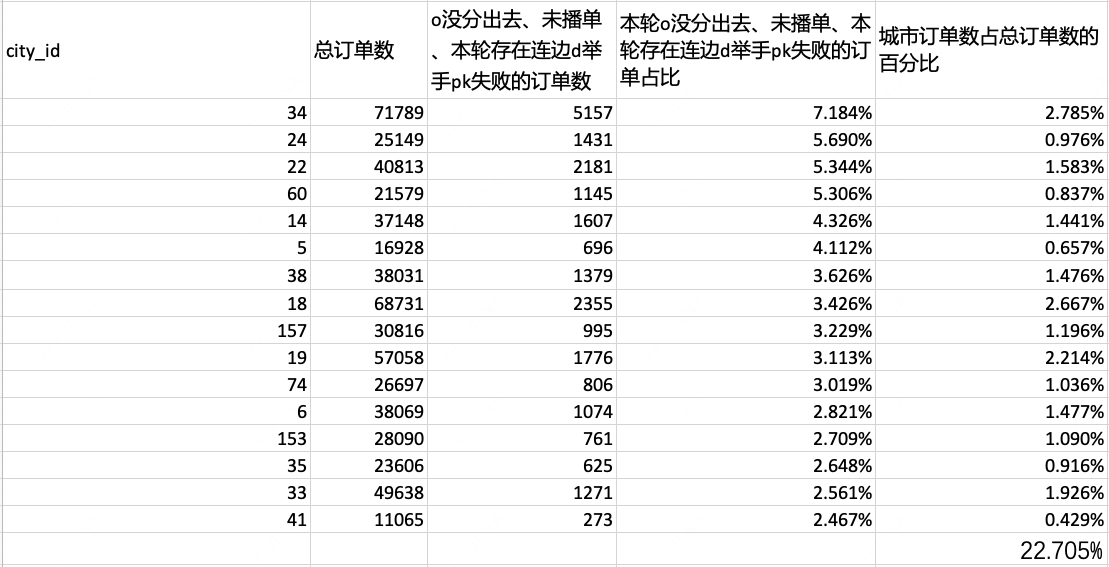 city_id 总订单数 o没分出去、未播单、本轮存在连边d举手pk失败的订单数 本轮o没分出去、未播单、本轮存在连边d举手pk失败的订单占比 城市订单数占总订单数的百分比
34 71789 5157 7.184% 2.785%
24 25149 1431 5.690% 0.976%
22 40813 2181 5.344% 1.583%
60 21579 1145 5.306% 0.837%
14 37148 1607 4.326% 1.441%
5 16928 696 4.112% 0.657%
38 38031 1379 3.626% 1.476%
18 68731 2355 3.426% 2.667%
157 30816 995 3.229% 1.196%
19 57058 1776 3.113% 2.214%
74 26697 806 3.019% 1.036%
6 38069 1074 2.821% 1.477%
153 28090 761 2.709% 1.090%
35 23606 625 2.648% 0.916%
33 49638 1271 2.561% 1.926%
41 11065 273 2.467% 0.429%
22.705%